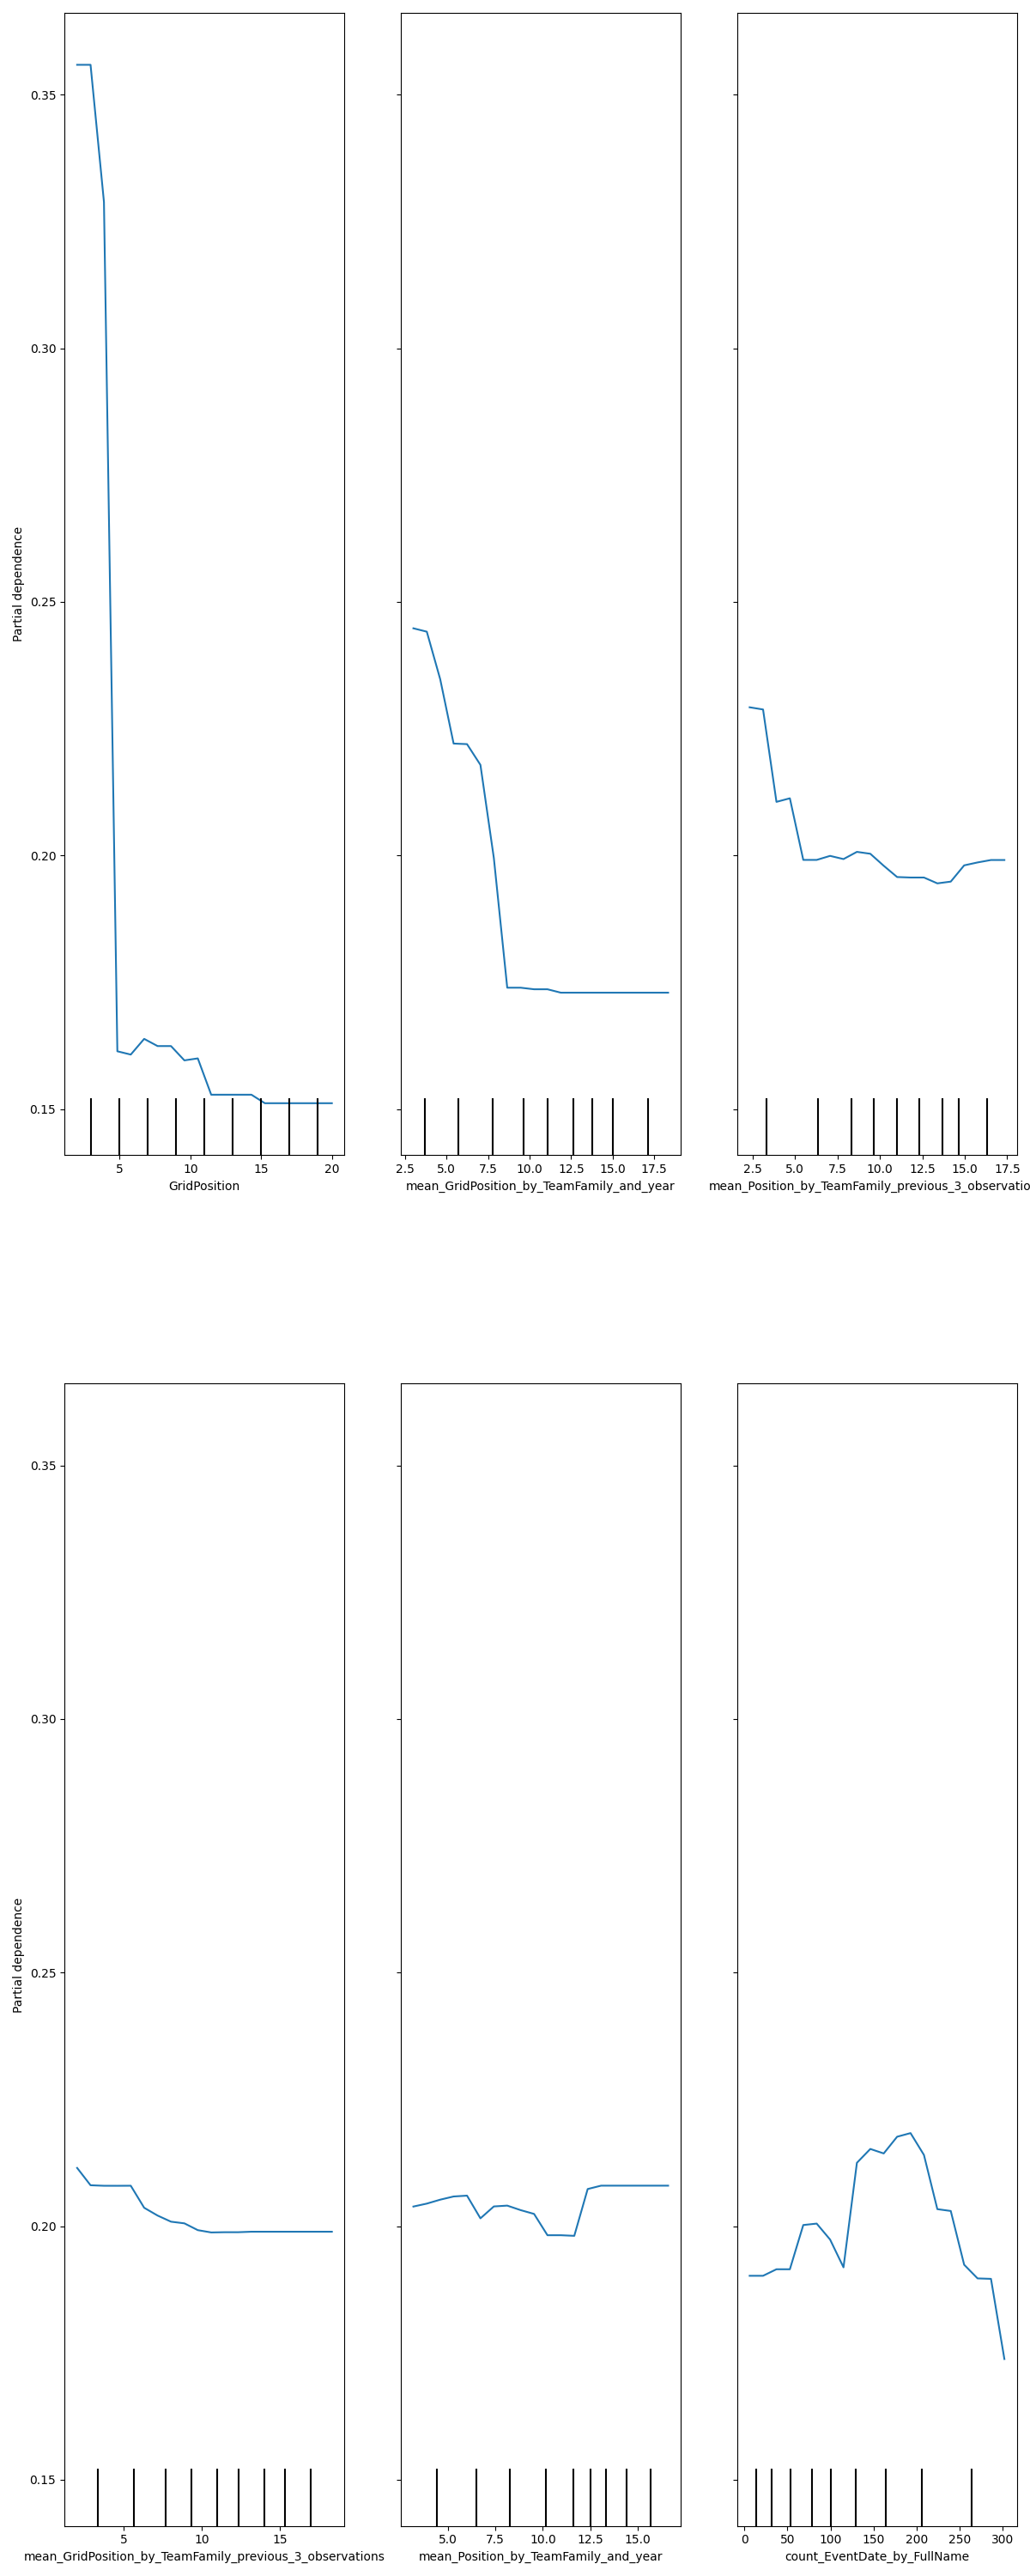 0.35
0.30
0.25
0.20
0.15
Partial dependence
5 10 15 20
GridPosition
2.5 5.0 7.5 10.0 12.5 15.0 17.5
mean_GridPosition_by_TeamFamily_and_year
2.5 5.0 7.5 10.0 12.5 15.0 17.5
mean_Position_by_TeamFamily_previous_3_observatio
0.35
0.30
0.25
0.20
0.15
Partial dependence
5 10 15
mean_GridPosition_by_TeamFamily_previous_3_observations
5.0 7.5 10.0 12.5 15.0
mean_Position_by_TeamFamily_and_year
0 50 100 150 200 250 300
count_EventDate_by_FullName